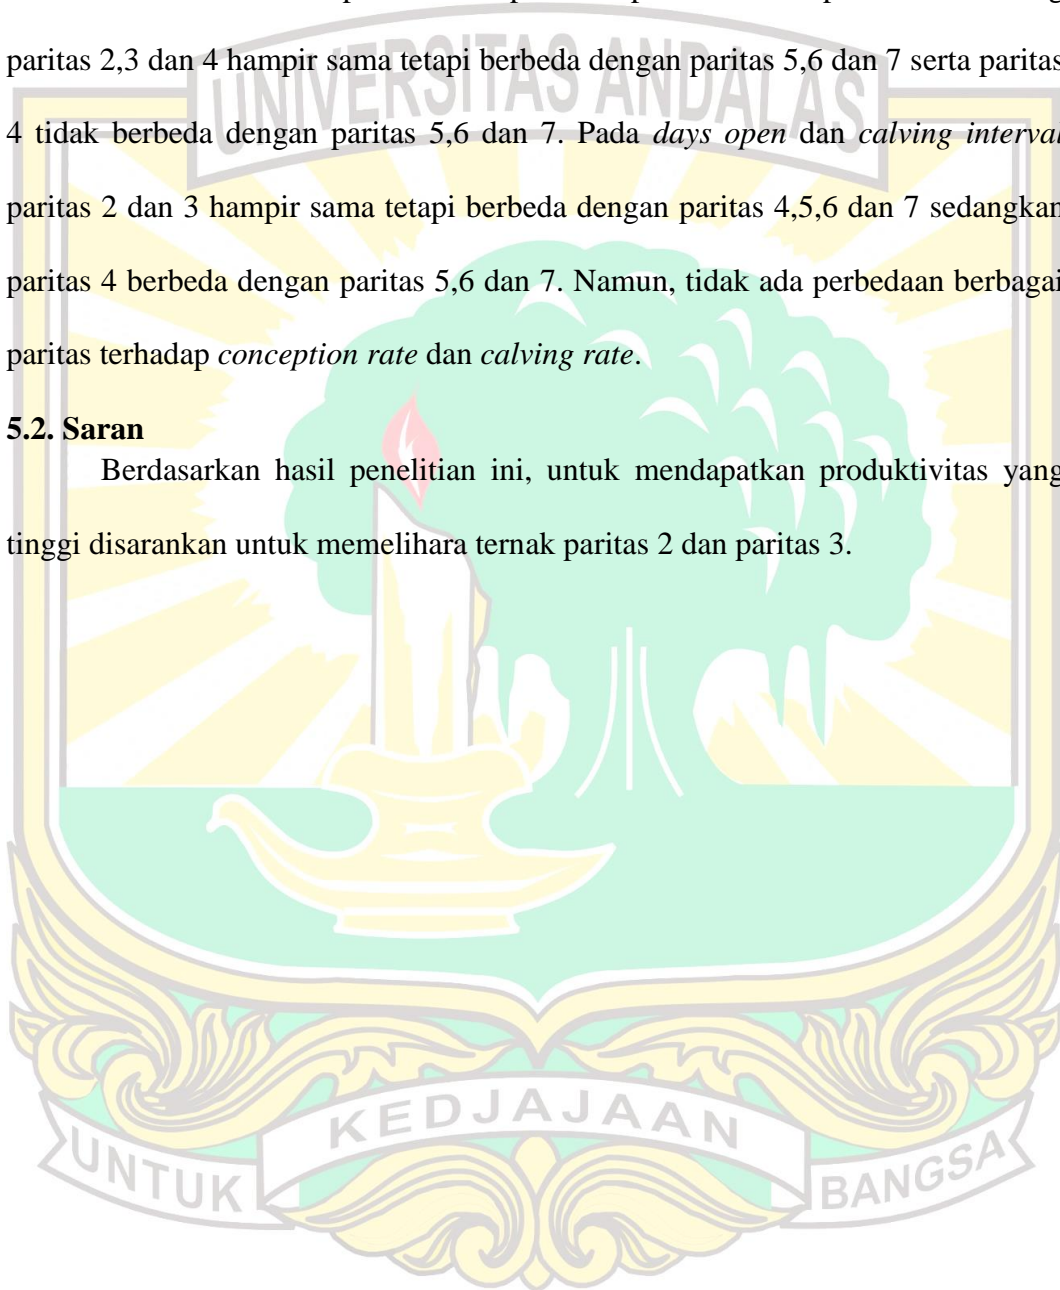 UNIVERSITAS ANDALAS
paritas 2,3 dan 4 hampir sama tetapi berbeda dengan paritas 5,6 dan 7 serta paritas
4 tidak berbeda dengan paritas 5,6 dan 7. Pada days open dan calving interval
paritas 2 dan 3 hampir sama tetapi berbeda dengan paritas 4,5,6 dan 7 sedangkan
paritas 4 berbeda dengan paritas 5,6 dan 7. Namun, tidak ada perbedaan berbagai
paritas terhadap conception rate dan calving rate.
5.2. Saran
Berdasarkan hasil penelitian ini, untuk mendapatkan produktivitas yang
tinggi disarankan untuk memelihara ternak paritas 2 dan paritas 3.
UNTUK KEDJAJAAN BANGSA